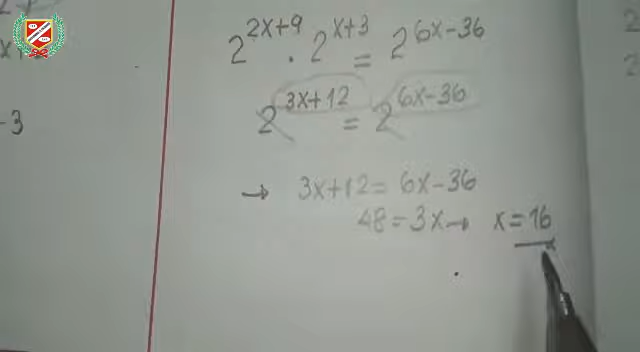 2^{2x+9} · 2^{x+3} = 2^{6x-36}
2^{3x+12} = 2^{6x-36}
-3
→ 3x+12 = 6x-36
48 = 3x → x = 16